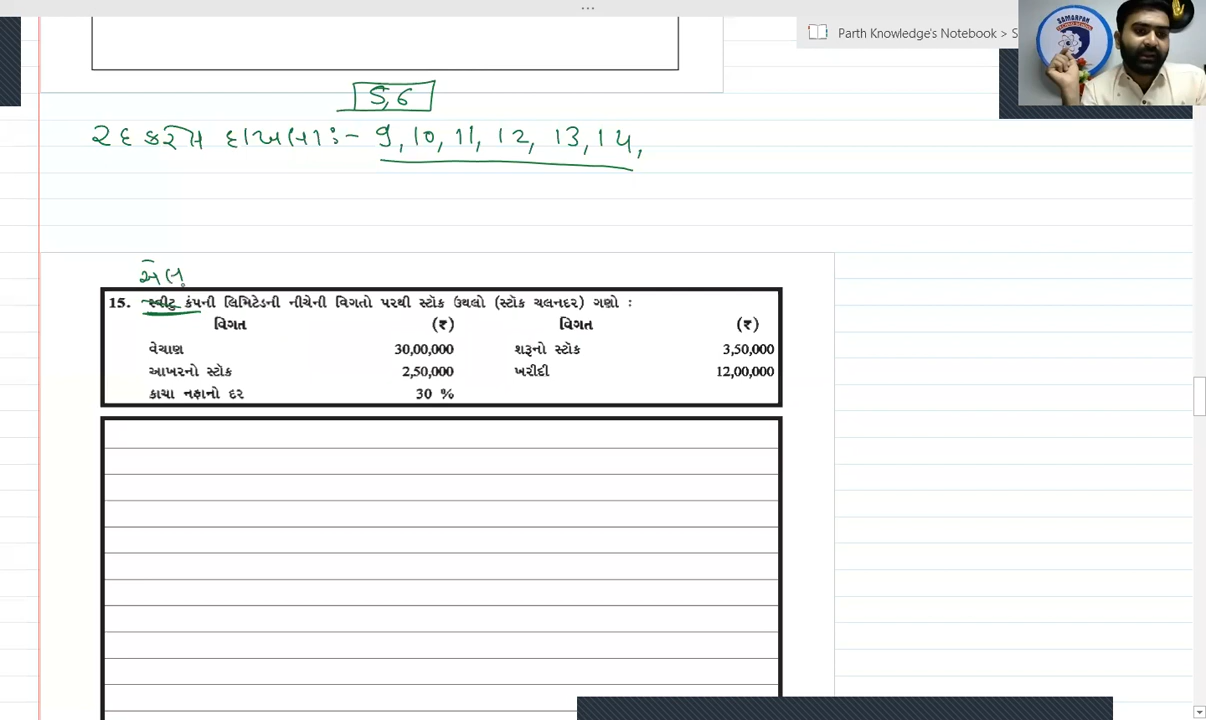 Parth Knowledge's Notebook > S
SAMARPAN
5, 6
રદ કરેલ દાખલા :- 9, 10, 11, 12, 13, 14,
15. સ્વીટુ કંપની લિમિટેડની નીચેની વિગતો પરથી સ્ટૉક ઉથલો (સ્ટૉક ચલનદર) ગણો :
વિગત (₹) વિગત (₹)
વેચાણ 30,00,000 શરૂનો સ્ટૉક 3,50,000
આખરનો સ્ટૉક 2,50,000 ખરીદી 12,00,000
કાચા નફાનો દર 30 %